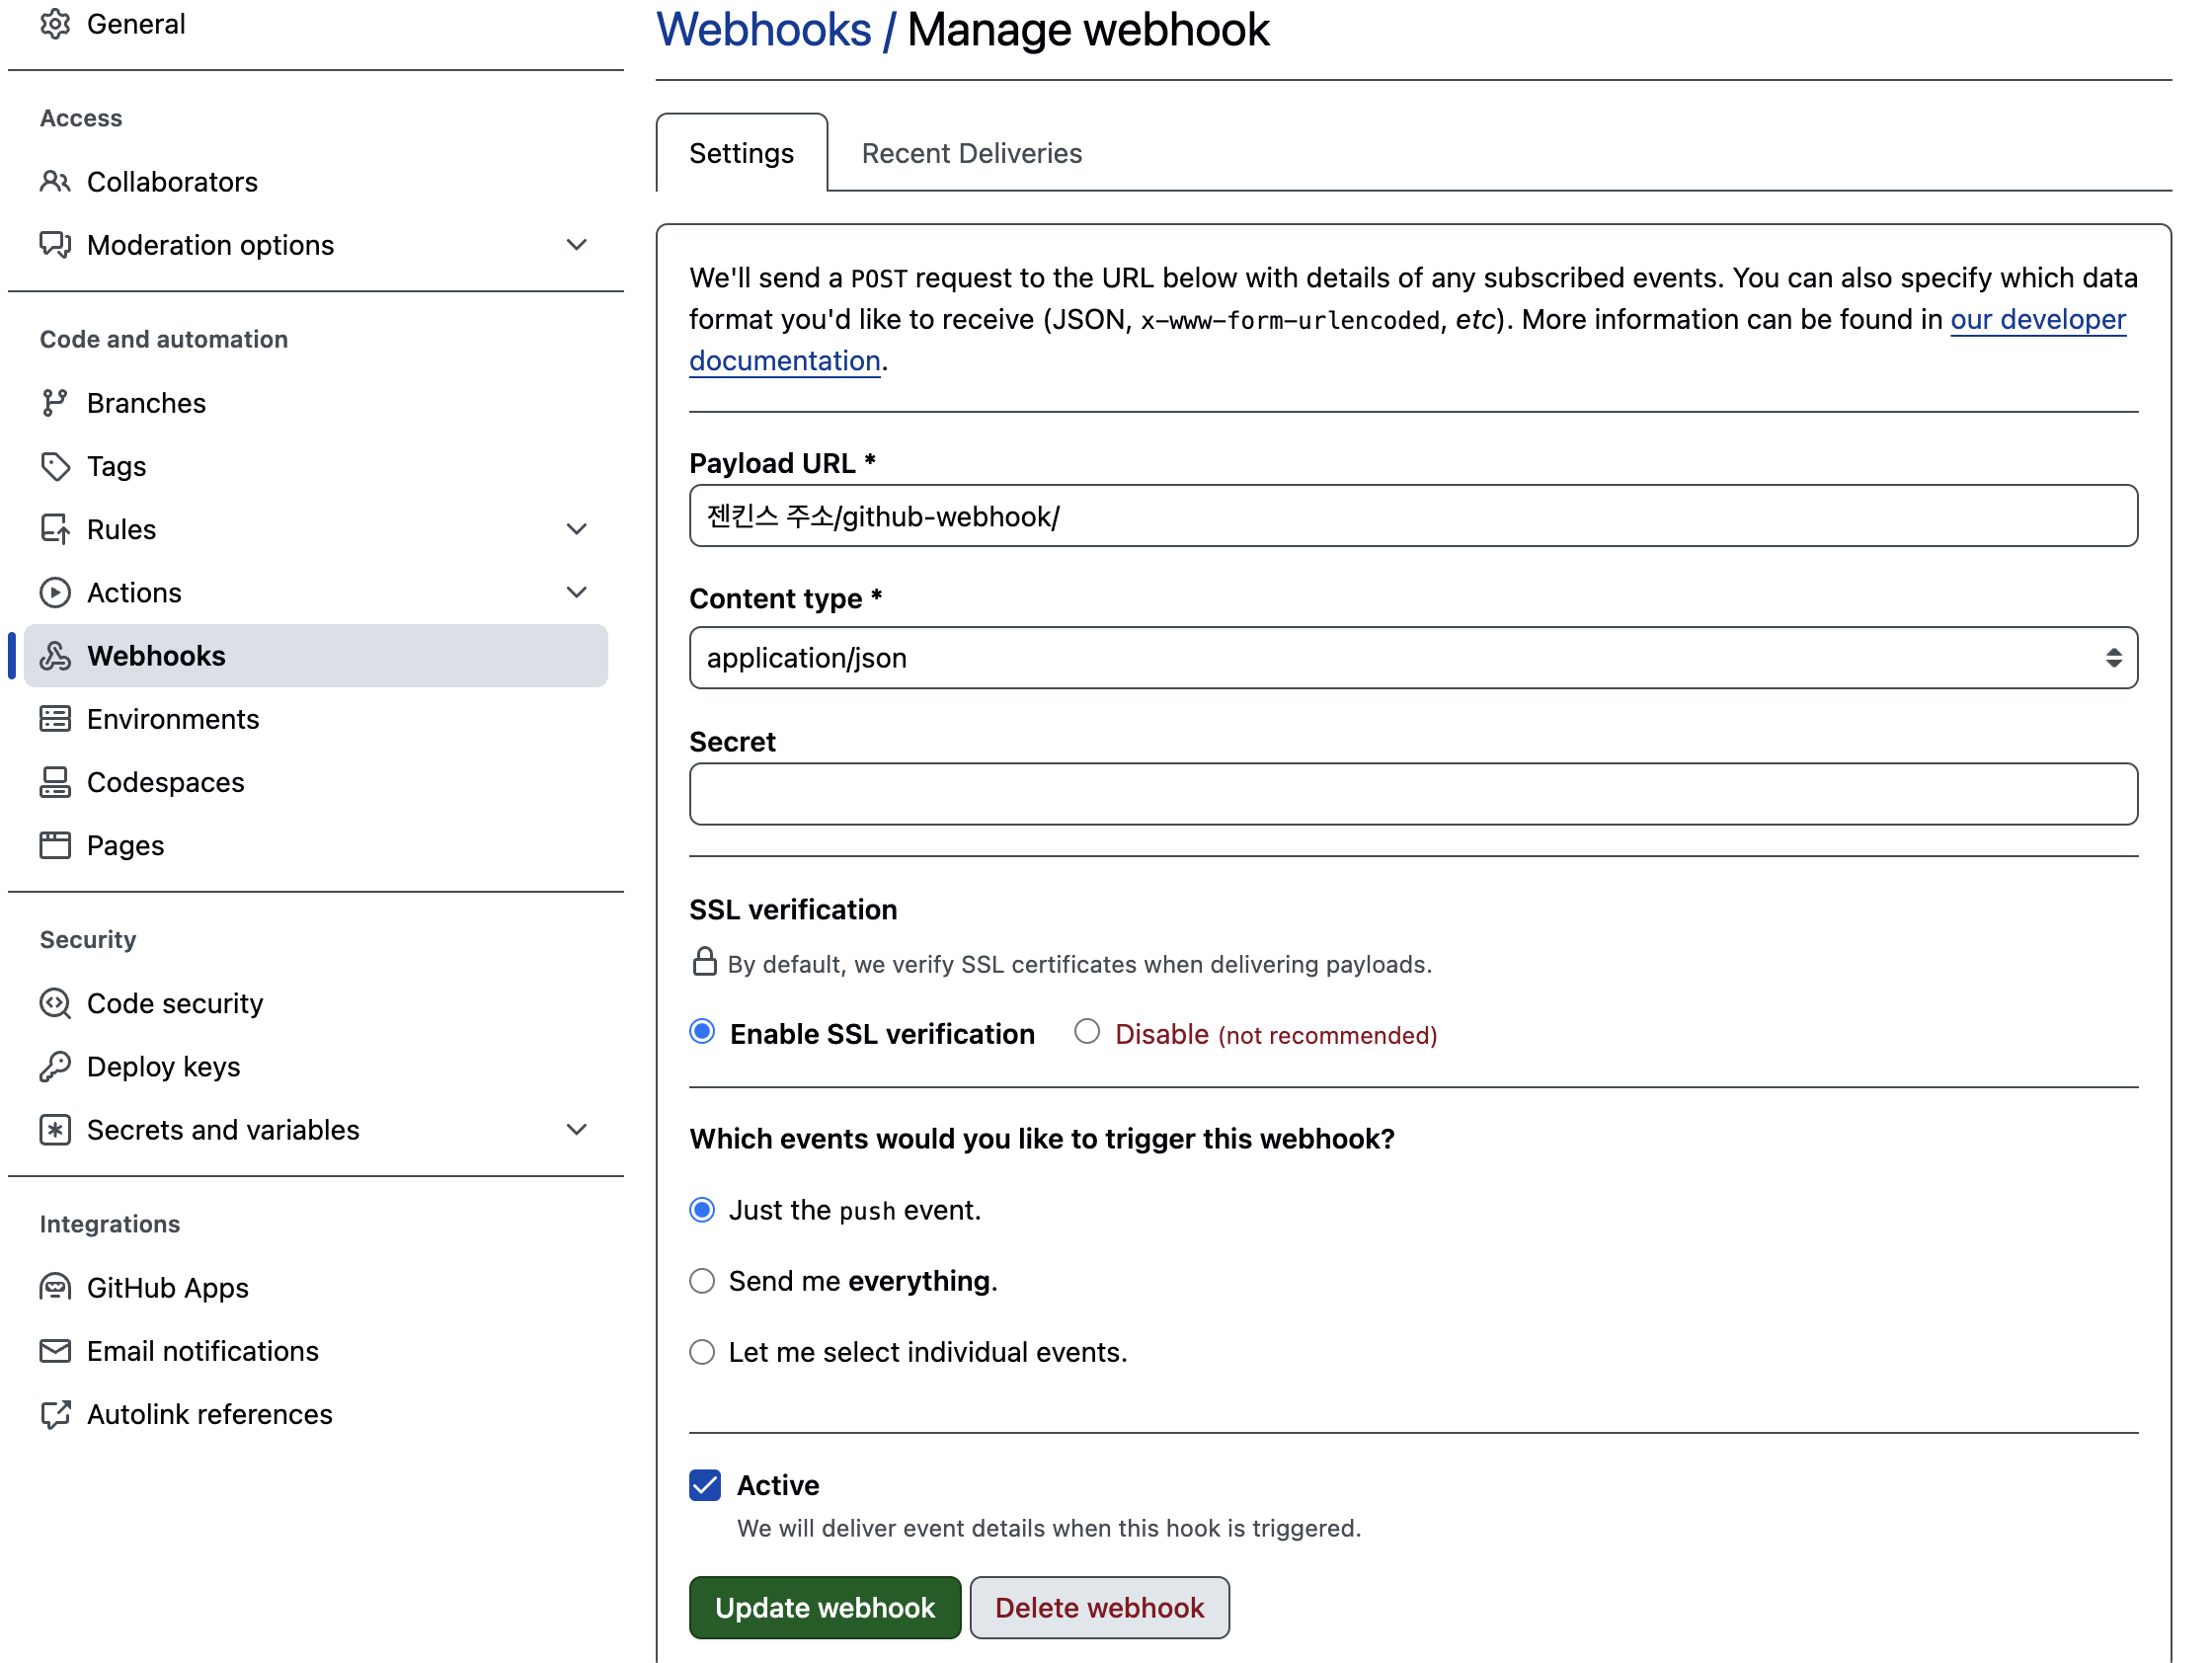 General
Access
Collaborators
Moderation options
Code and automation
Branches
Tags
Rules
Actions
Webhooks
Environments
Codespaces
Pages
Security
Code security
Deploy keys
Secrets and variables
Integrations
GitHub Apps
Email notifications
Autolink references
Webhooks / Manage webhook
Settings
Recent Deliveries
We'll send a POST request to the URL below with details of any subscribed events. You can also specify which data
format you'd like to receive (JSON, x-www-form-urlencoded, etc). More information can be found in our developer
documentation.
Payload URL *
젠킨스 주소/github-webhook/
Content type *
application/json
Secret
SSL verification
By default, we verify SSL certificates when delivering payloads.
Enable SSL verification
Disable (not recommended)
Which events would you like to trigger this webhook?
Just the push event.
Send me everything.
Let me select individual events.
Active
We will deliver event details when this hook is triggered.
Update webhook
Delete webhook